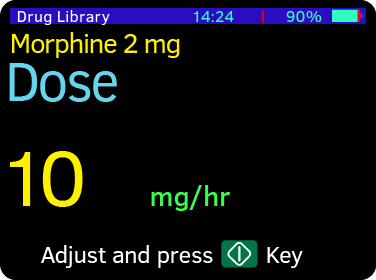 Drug Library 14:24 90%
Morphine 2 mg
Dose
10 mg/hr
Adjust and press Key